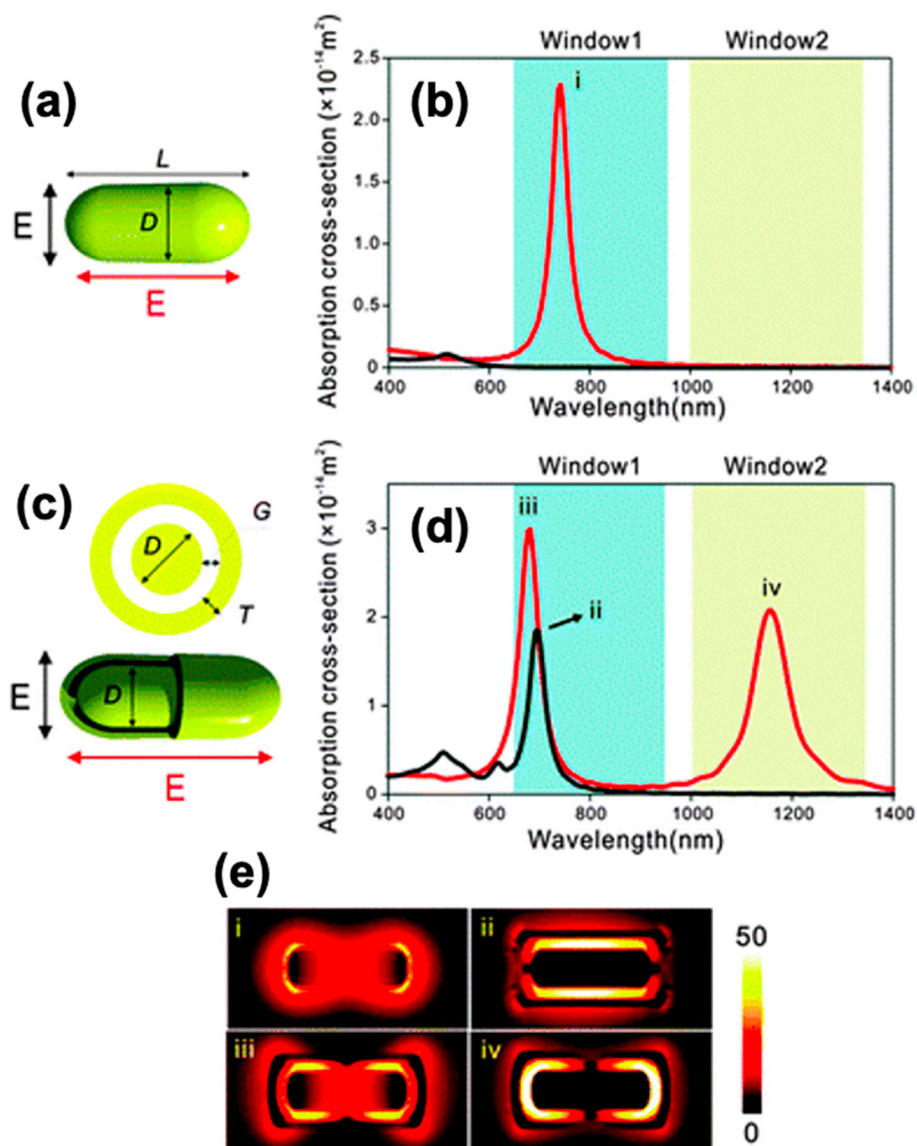 (a)
L
E
D
E
(b)
Window1 Window2
Absorption cross-section (×10⁻¹⁴m²)
2.5
2.0
1.5
1.0
0.5
0
i
400 600 800 1000 1200 1400
Wavelength(nm)
(c)
D
G
T
E
D
E
(d)
Window1 Window2
Absorption cross-section (×10⁻¹⁴m²)
3
2
1
0
iii
ii
iv
400 600 800 1000 1200 1400
Wavelength(nm)
(e)
i
ii
iii
iv
50
0